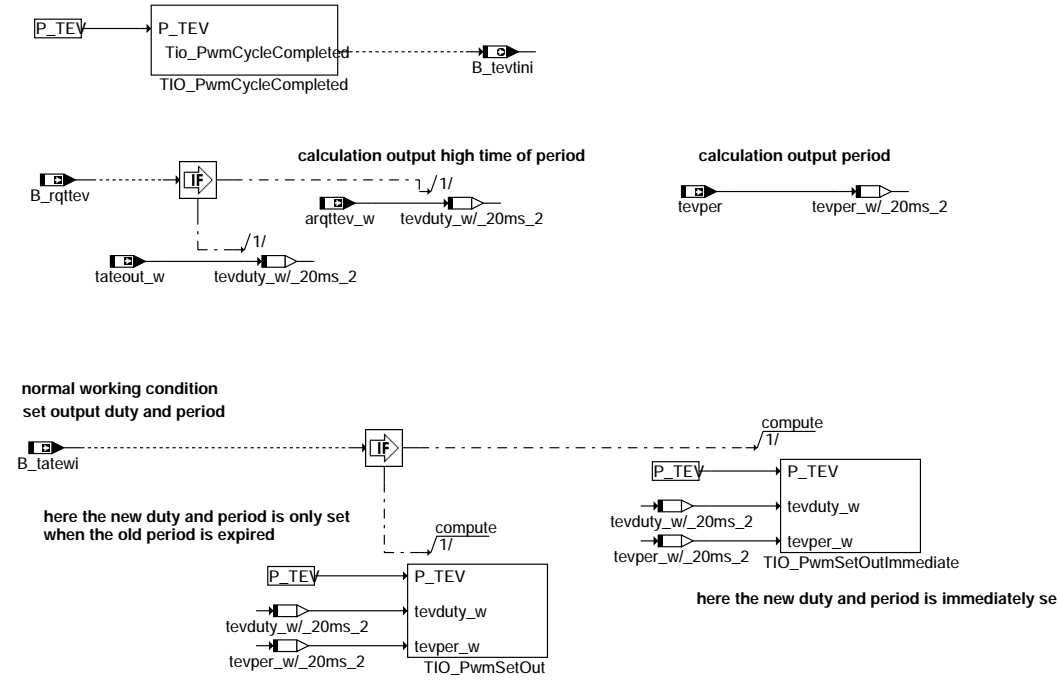 P_TEV
P_TEV
Tio_PwmCycleCompleted
B_tevtini
TIO_PwmCycleCompleted
calculation output high time of period
calculation output period
B_rqttev
IF
/1/
arqttev_w
tevduty_w/_20ms_2
tevper
tevper_w/_20ms_2
/1/
tateout_w
tevduty_w/_20ms_2
normal working condition
set output duty and period
B_tatewi
IF
compute
/1/
P_TEV
P_TEV
tevduty_w/_20ms_2
tevduty_w
tevper_w/_20ms_2
tevper_w
TIO_PwmSetOutImmediate
here the new duty and period is only set
when the old period is expired
compute
/1/
P_TEV
P_TEV
here the new duty and period is immediately se
tevduty_w/_20ms_2
tevduty_w
tevper_w/_20ms_2
tevper_w
TIO_PwmSetOut